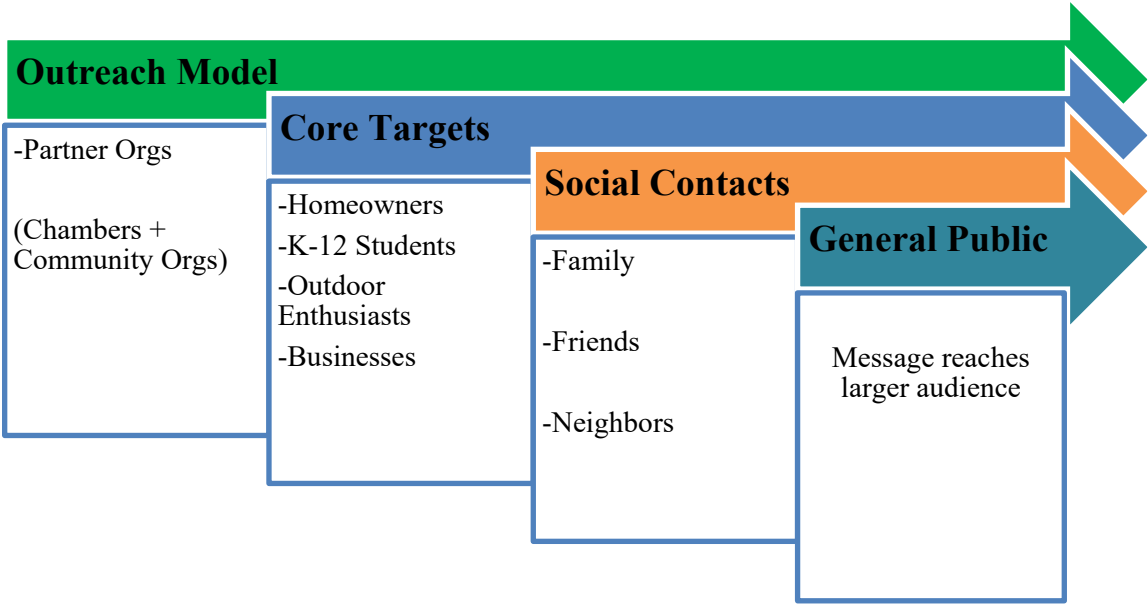 Outreach Model
-Partner Orgs
(Chambers +
Community Orgs)
Core Targets
-Homeowners
-K-12 Students
-Outdoor
Enthusiasts
-Businesses
Social Contacts
-Family
-Friends
-Neighbors
General Public
Message reaches
larger audience